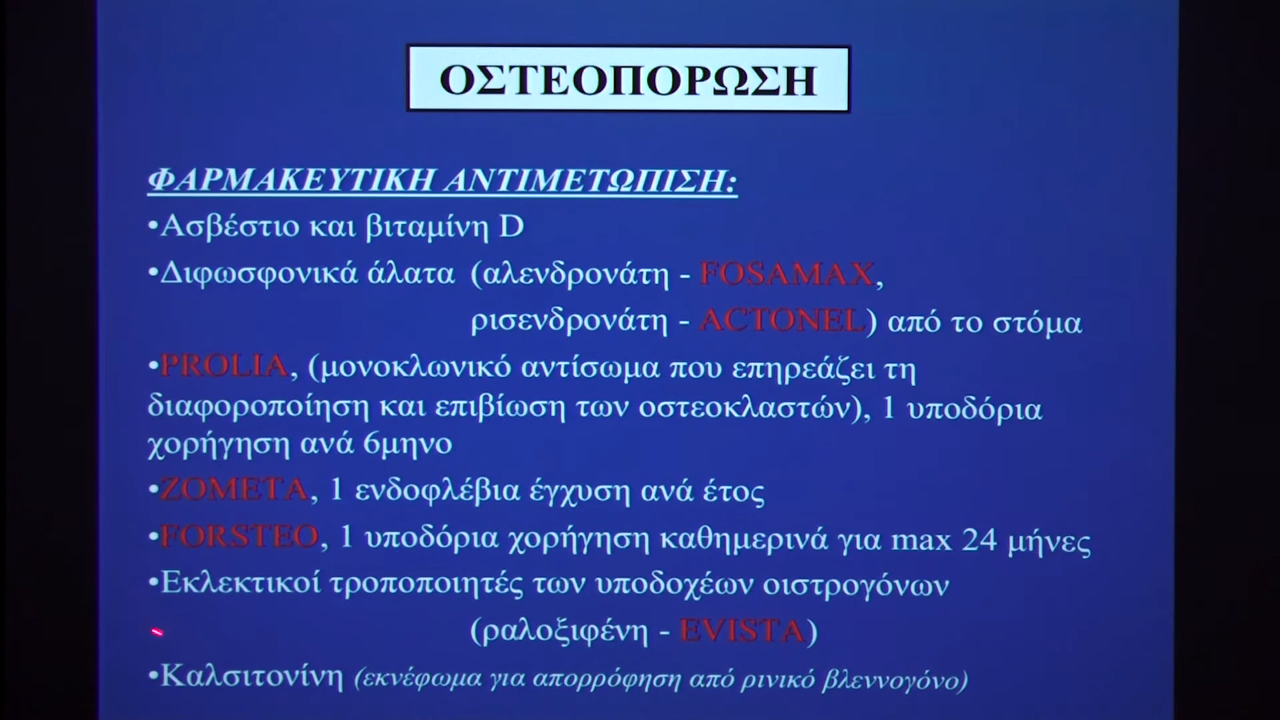 ΟΣΤΕΟΠΟΡΩΣΗ
ΦΑΡΜΑΚΕΥΤΙΚΗ ΑΝΤΙΜΕΤΩΠΙΣΗ:
•Ασβέστιο και βιταμίνη D
•Διφωσφονικά άλατα (αλενδρονάτη - FOSAMAX,
ρισενδρονάτη - ACTONEL) από το στόμα
•PROLIA, (μονοκλωνικό αντίσωμα που επηρεάζει τη
διαφοροποίηση και επιβίωση των οστεοκλαστών), 1 υποδόρια
χορήγηση ανά 6μηνο
•ZOMETA, 1 ενδοφλέβια έγχυση ανά έτος
•FORSTEO, 1 υποδόρια χορήγηση καθημερινά για max 24 μήνες
•Εκλεκτικοί τροποποιητές των υποδοχέων οιστρογόνων
(ραλοξιφένη - EVISTA)
•Καλσιτονίνη (εκνέφωμα για απορρόφηση από ρινικό βλεννογόνο)